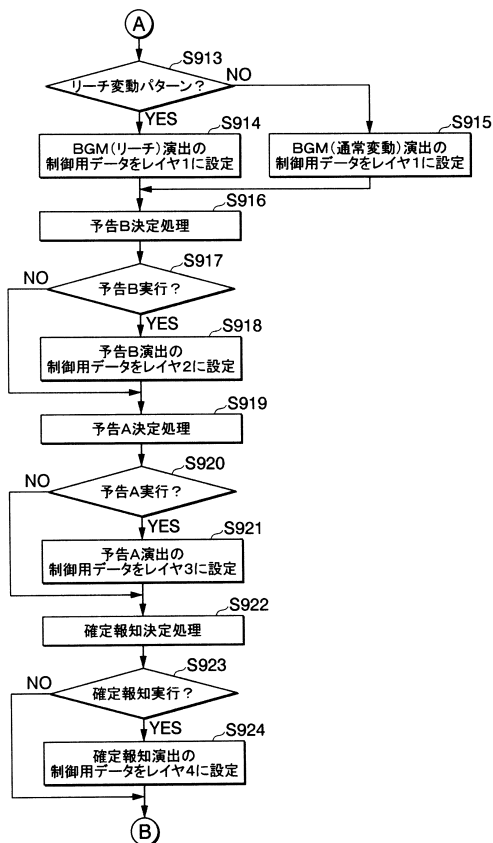 A
S913
リーチ変動パターン？
NO
YES
S914
BGM(リーチ)演出の
制御用データをレイヤ1に設定
S915
BGM(通常変動)演出の
制御用データをレイヤ1に設定
S916
予告B決定処理
S917
予告B実行？
NO
YES
S918
予告B演出の
制御用データをレイヤ2に設定
S919
予告A決定処理
S920
予告A実行？
NO
YES
S921
予告A演出の
制御用データをレイヤ3に設定
S922
確定報知決定処理
S923
確定報知実行？
NO
YES
S924
確定報知演出の
制御用データをレイヤ4に設定
B